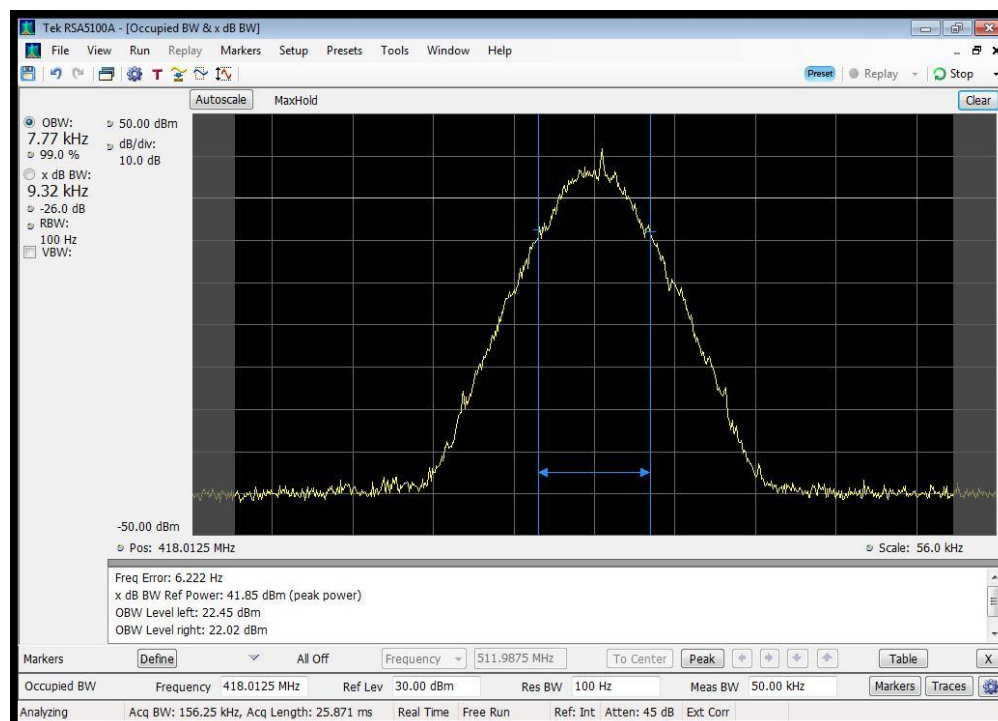 Tek RSA5100A - [Occupied BW & x dB BW]
File View Run Replay Markers Setup Presets Tools Window Help
T Preset Replay Stop
Autoscale MaxHold Clear
OBW:
7.77 kHz
99.0 %
x dB BW:
9.32 kHz
-26.0 dB
RBW:
100 Hz
VBW:
50.00 dBm
dB/div:
10.0 dB
-50.00 dBm
Pos: 418.0125 MHz Scale: 56.0 kHz
Freq Error: 6.222 Hz
x dB BW Ref Power: 41.85 dBm (peak power)
OBW Level left: 22.45 dBm
OBW Level right: 22.02 dBm
Markers Define All Off Frequency 511.9875 MHz To Center Peak Table X
Occupied BW Frequency 418.0125 MHz Ref Lev 30.00 dBm Res BW 100 Hz Meas BW 50.00 kHz Markers Traces
Analyzing Acq BW: 156.25 kHz, Acq Length: 25.871 ms Real Time Free Run Ref: Int Atten: 45 dB Ext Corr